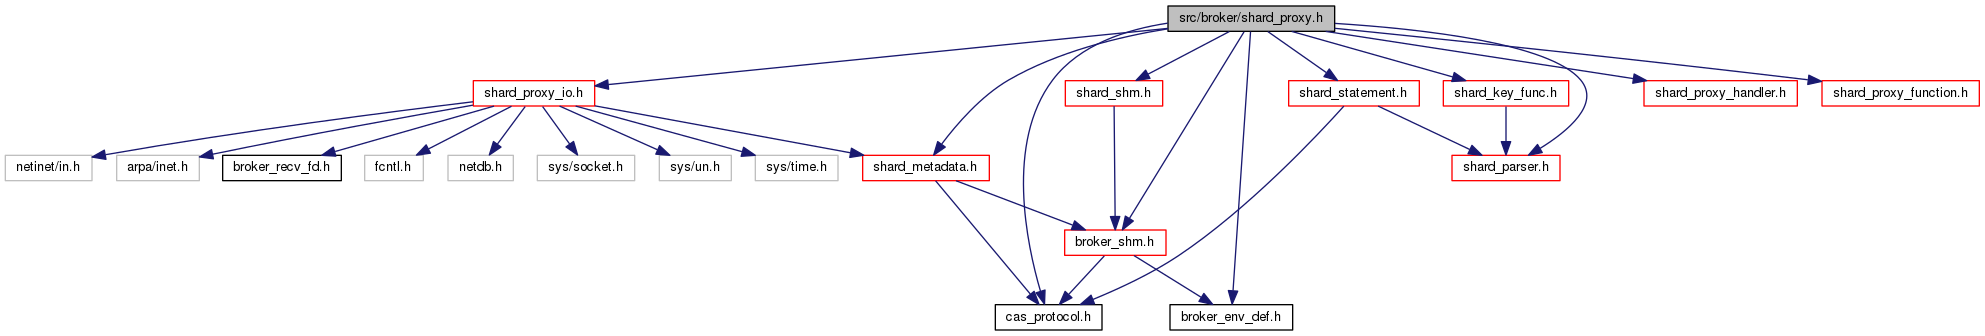 src/broker/shard_proxy.h
shard_proxy_io.h
shard_shm.h
shard_statement.h
shard_key_func.h
shard_proxy_handler.h
shard_proxy_function.h
netinet/in.h
arpa/inet.h
broker_recv_fd.h
fcntl.h
netdb.h
sys/socket.h
sys/un.h
sys/time.h
shard_metadata.h
shard_parser.h
broker_shm.h
cas_protocol.h
broker_env_def.h